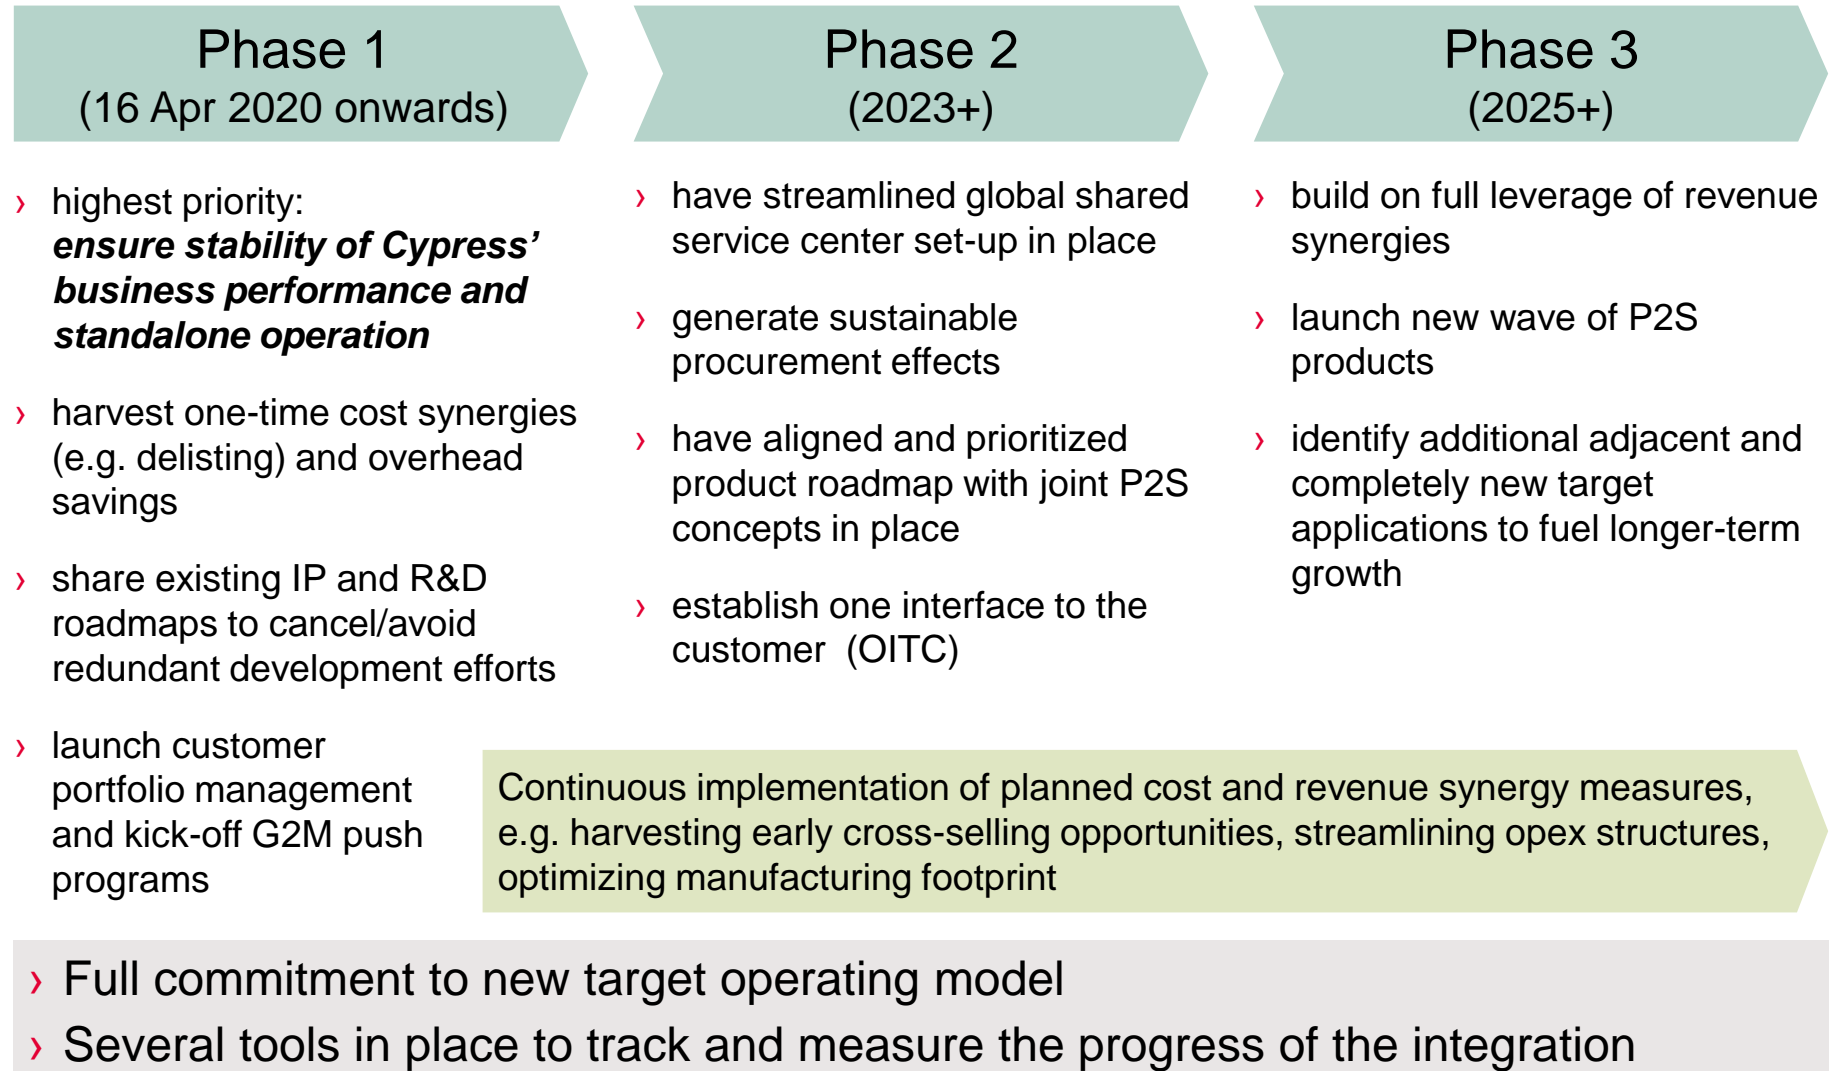 Phase 1
(16 Apr 2020 onwards)
› highest priority:
ensure stability of Cypress’
business performance and
standalone operation
› harvest one-time cost synergies
(e.g. delisting) and overhead
savings
› share existing IP and R&D
roadmaps to cancel/avoid
redundant development efforts
› launch customer
portfolio management
and kick-off G2M push
programs
Phase 2
(2023+)
› have streamlined global shared
service center set-up in place
› generate sustainable
procurement effects
› have aligned and prioritized
product roadmap with joint P2S
concepts in place
› establish one interface to the
customer (OITC)
Phase 3
(2025+)
› build on full leverage of revenue
synergies
› launch new wave of P2S
products
› identify additional adjacent and
completely new target
applications to fuel longer-term
growth
Continuous implementation of planned cost and revenue synergy measures,
e.g. harvesting early cross-selling opportunities, streamlining opex structures,
optimizing manufacturing footprint
› Full commitment to new target operating model
› Several tools in place to track and measure the progress of the integration